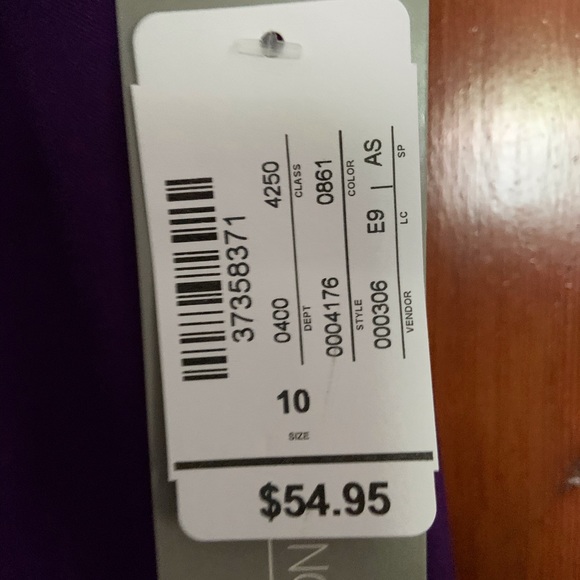 37358371
0400 4250
DEPT CLASS
0004176 0861
STYLE COLOR
000306 E9 | AS
VENDOR LC SP
10
SIZE
$54.95
ON